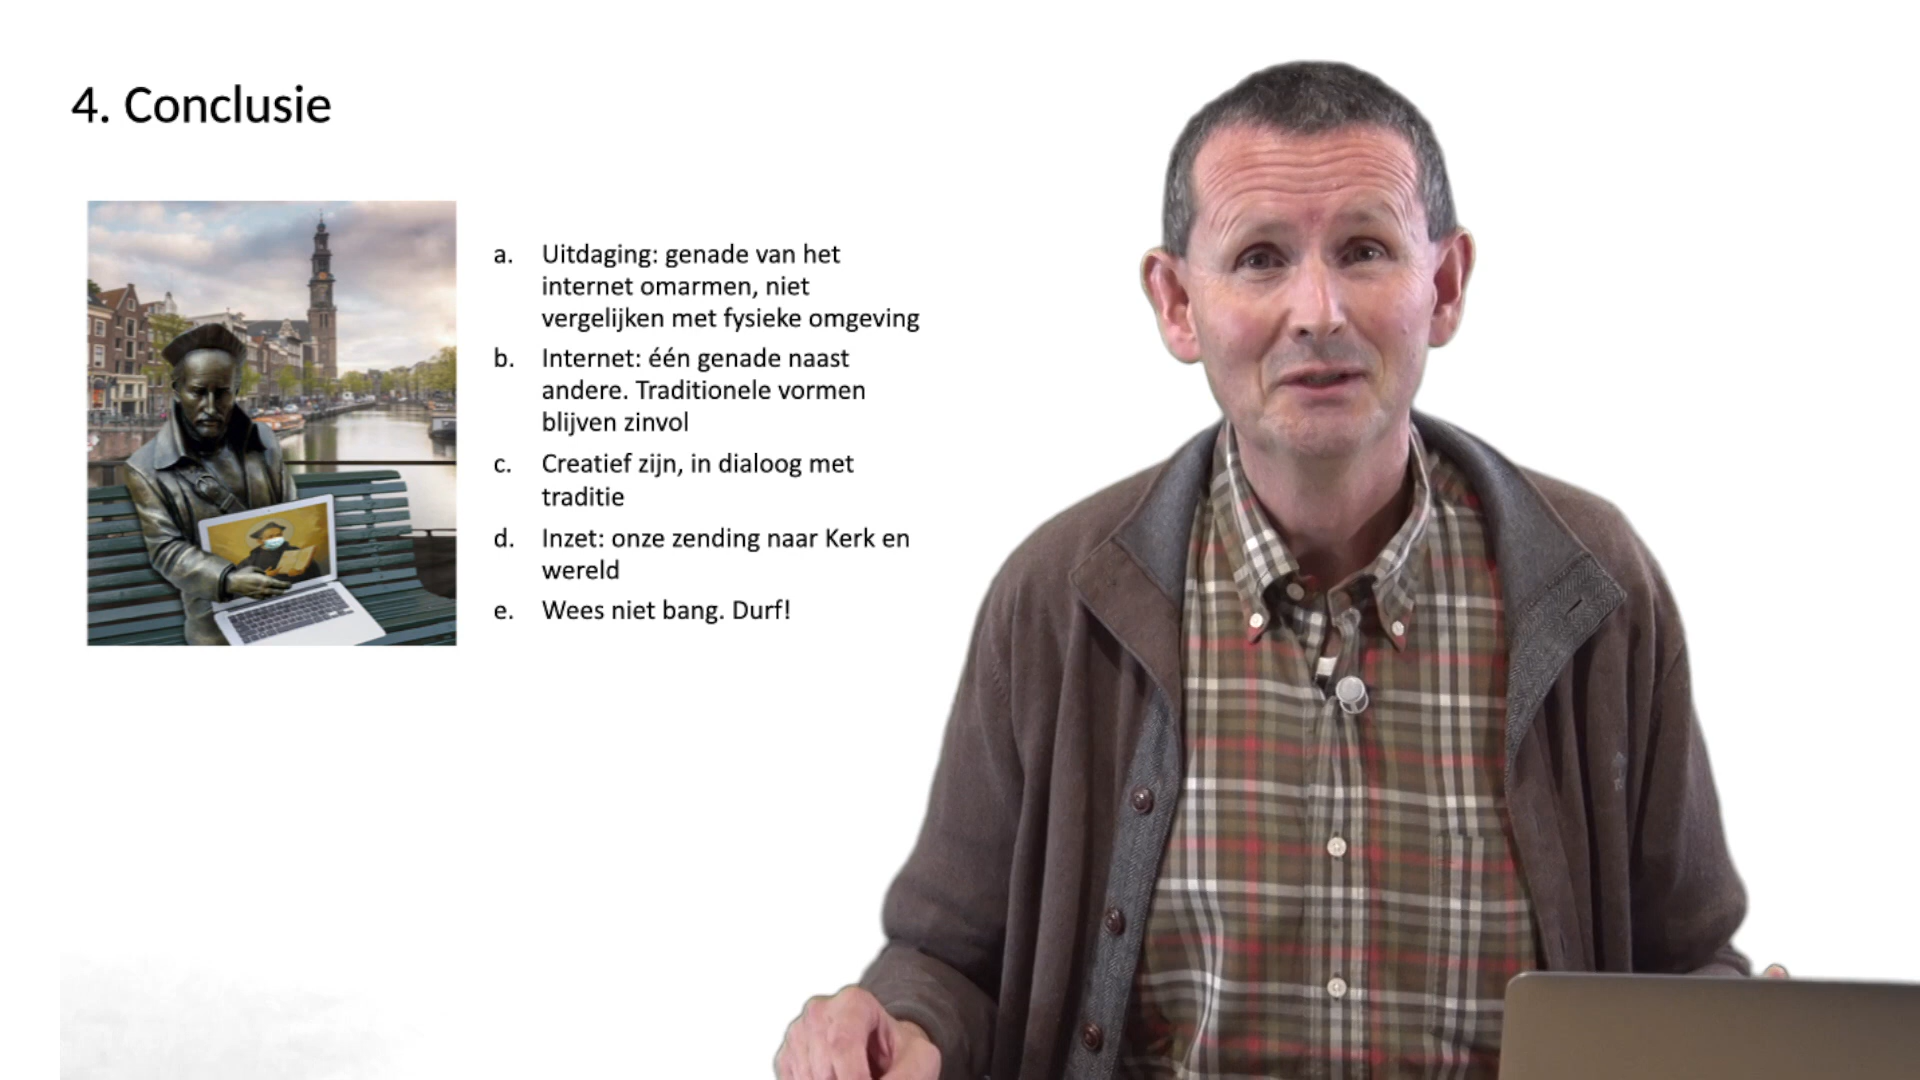 4. Conclusie
a. Uitdaging: genade van het
internet omarmen, niet
vergelijken met fysieke omgeving
b. Internet: één genade naast
andere. Traditionele vormen
blijven zinvol
c. Creatief zijn, in dialoog met
traditie
d. Inzet: onze zending naar Kerk en
wereld
e. Wees niet bang. Durf!